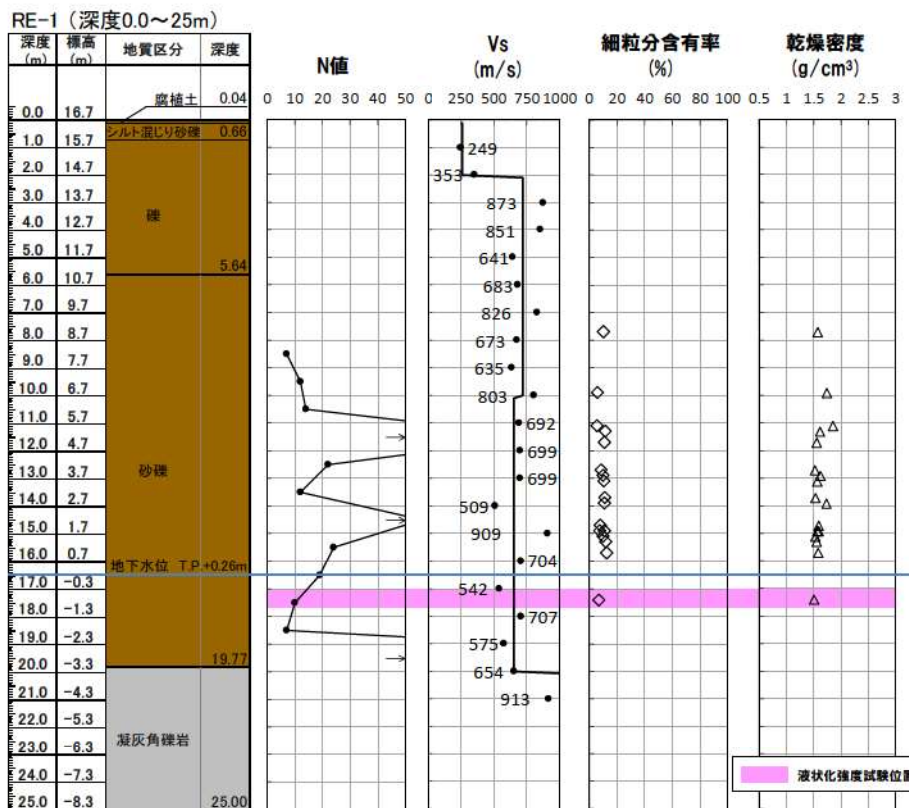 RE-1（深度0.0～25m）
深度 標高 地質区分 深度
(m) (m)
N値
Vs
(m/s)
細粒分含有率
(%)
乾燥密度
(g/cm³)
0 10 20 30 40 50
0 250 500 750 1000
0 20 40 60 80 100
0.5 1 1.5 2 2.5 3
腐植土 0.04
0.0 16.7
シルト混じり砂礫 0.66
1.0 15.7
249
2.0 14.7
353
3.0 13.7
873
礫
4.0 12.7
851
5.0 11.7
641
5.64
6.0 10.7
683
7.0 9.7
826
8.0 8.7
673
9.0 7.7
635
10.0 6.7
803
11.0 5.7
692
12.0 4.7
699
砂礫
13.0 3.7
699
14.0 2.7
509
15.0 1.7
909
16.0 0.7
704
地下水位 T.P.+0.26m
17.0 -0.3
542
18.0 -1.3
707
19.0 -2.3
575
19.77
20.0 -3.3
654
21.0 -4.3
913
22.0 -5.3
凝灰角礫岩
23.0 -6.3
24.0 -7.3
液状化強度試験位置
25.0 -8.3
25.00